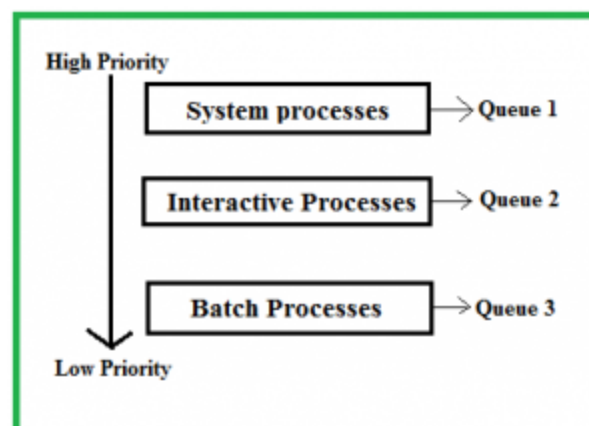 High Priority
System processes
Queue 1
Interactive Processes
Queue 2
Batch Processes
Queue 3
Low Priority